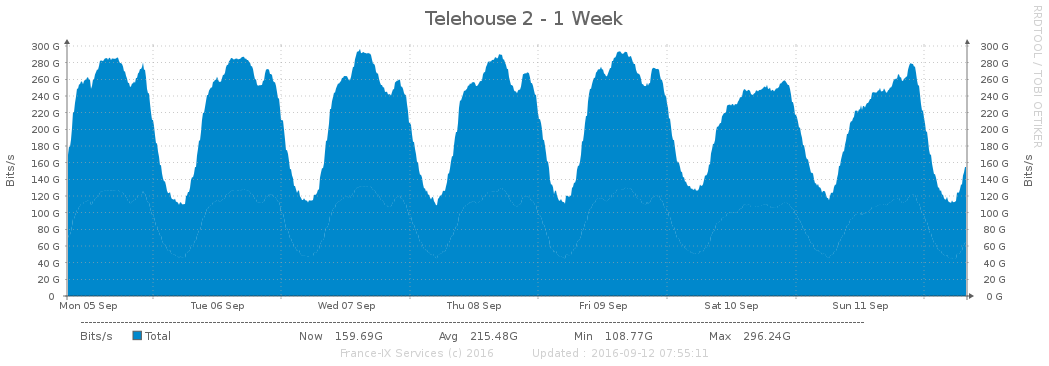 Telehouse 2 - 1 Week
RRDTOOL / TOBI OETIKER
Bits/s
300 G 300 G
280 G 280 G
260 G 260 G
240 G 240 G
220 G 220 G
200 G 200 G
180 G 180 G
160 G 160 G
140 G 140 G
120 G 120 G
100 G 100 G
80 G 80 G
60 G 60 G
40 G 40 G
20 G 20 G
0 0 G
Bits/s
Mon 05 Sep Tue 06 Sep Wed 07 Sep Thu 08 Sep Fri 09 Sep Sat 10 Sep Sun 11 Sep
Bits/s Total Now 159.69G Avg 215.48G Min 108.77G Max 296.24G
France-IX Services (c) 2016 Updated : 2016-09-12 07:55:11